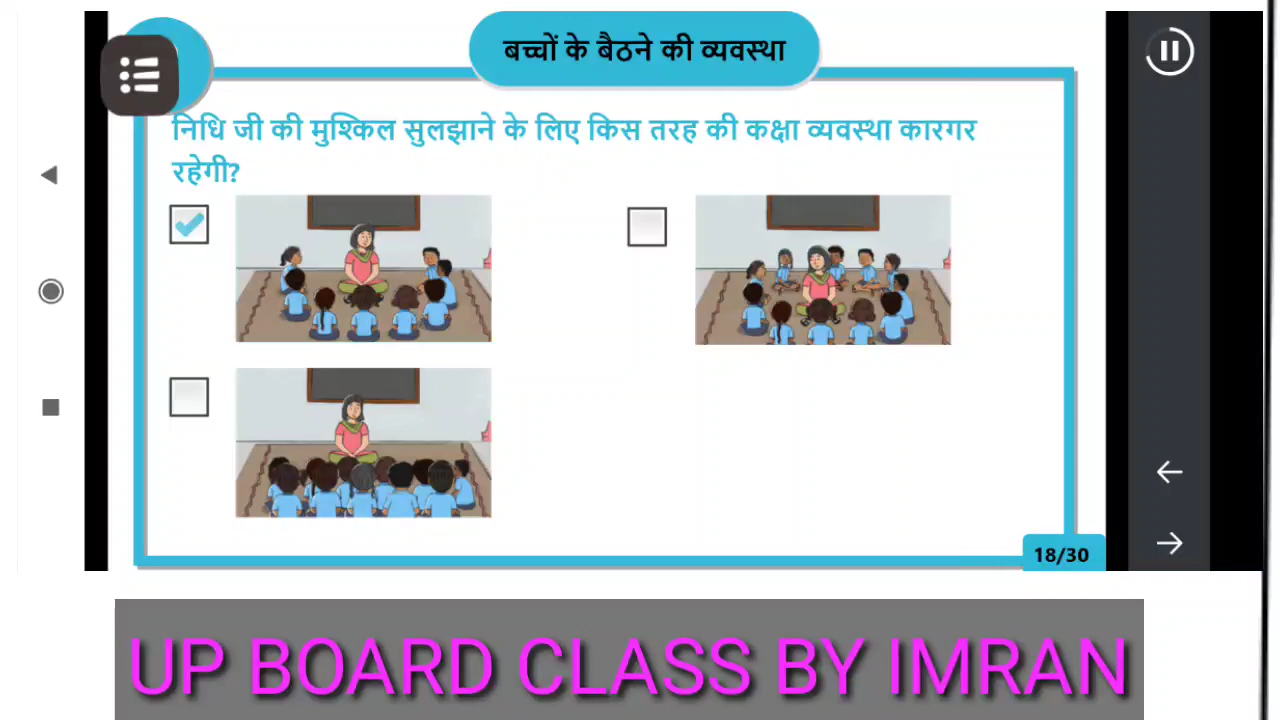 बच्चों के बैठने की व्यवस्था
निधि जी की मुश्किल सुलझाने के लिए किस तरह की कक्षा व्यवस्था कारगर
रहेगी?
18/30
UP BOARD CLASS BY IMRAN